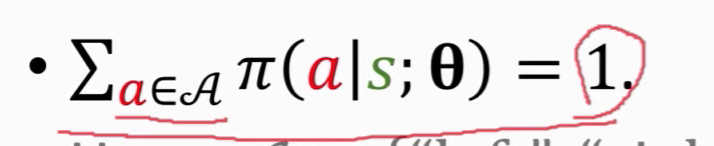 • ∑a∈𝒜 π(a|s; θ) = 1.